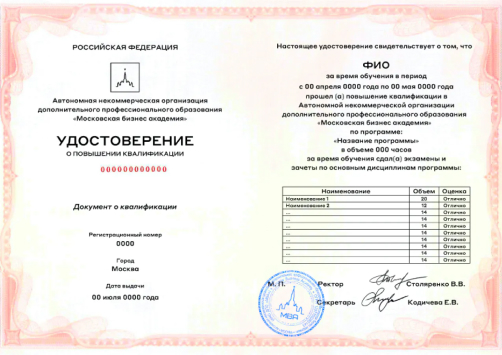 РОССИЙСКАЯ ФЕДЕРАЦИЯ
Автономная некоммерческая организация
дополнительного профессионального образования
«Московская бизнес академия»
УДОСТОВЕРЕНИЕ
О ПОВЫШЕНИИ КВАЛИФИКАЦИИ
000000000000
Документ о квалификации
Регистрационный номер
0000
Город
Москва
Дата выдачи
00 июля 0000 года
Настоящее удостоверение свидетельствует о том, что
ФИО
за время обучения в период
с 00 апреля 0000 года по 00 мая 0000 года
прошел (а) повышение квалификации в
Автономной некоммерческой организации
дополнительного профессионального образования
«Московская бизнес академия»
по программе:
«Название программы»
в объеме 000 часов
за время обучения сдал(а) экзамены и
зачеты по основным дисциплинам программы:
Наименование Объем Оценка
Наименование 1 20 Отлично
Наименование 2 12 Отлично
... 14 Отлично
... 14 Отлично
... 14 Отлично
... 14 Отлично
... 14 Отлично
... 14 Отлично
... 14 Отлично
М. П. Ректор Столяренко В.В.
Секретарь Кодичева Е.В.
МБА